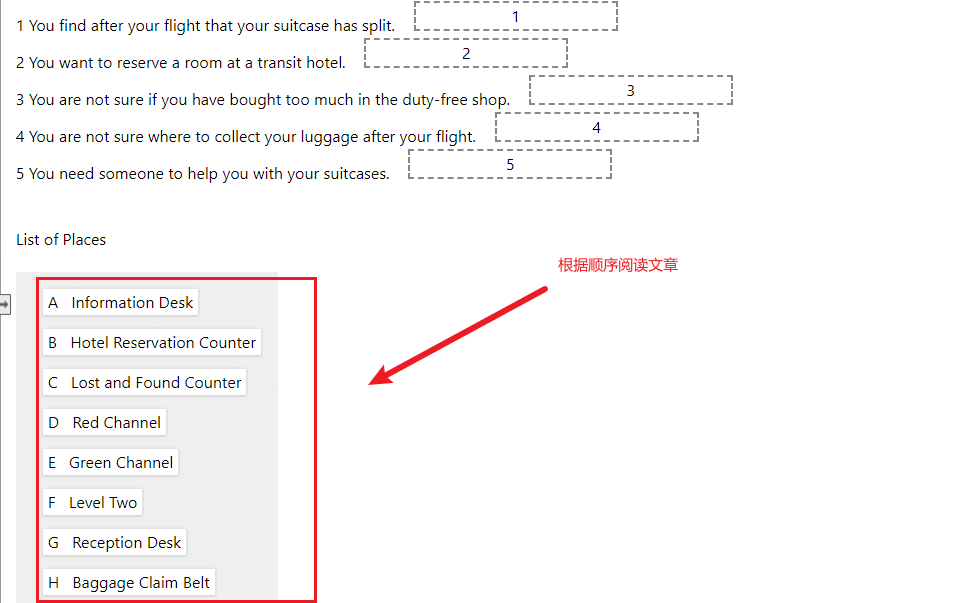 1 You find after your flight that your suitcase has split. 1
2 You want to reserve a room at a transit hotel. 2
3 You are not sure if you have bought too much in the duty-free shop. 3
4 You are not sure where to collect your luggage after your flight. 4
5 You need someone to help you with your suitcases. 5
List of Places
根据顺序阅读文章
A Information Desk
B Hotel Reservation Counter
C Lost and Found Counter
D Red Channel
E Green Channel
F Level Two
G Reception Desk
H Baggage Claim Belt